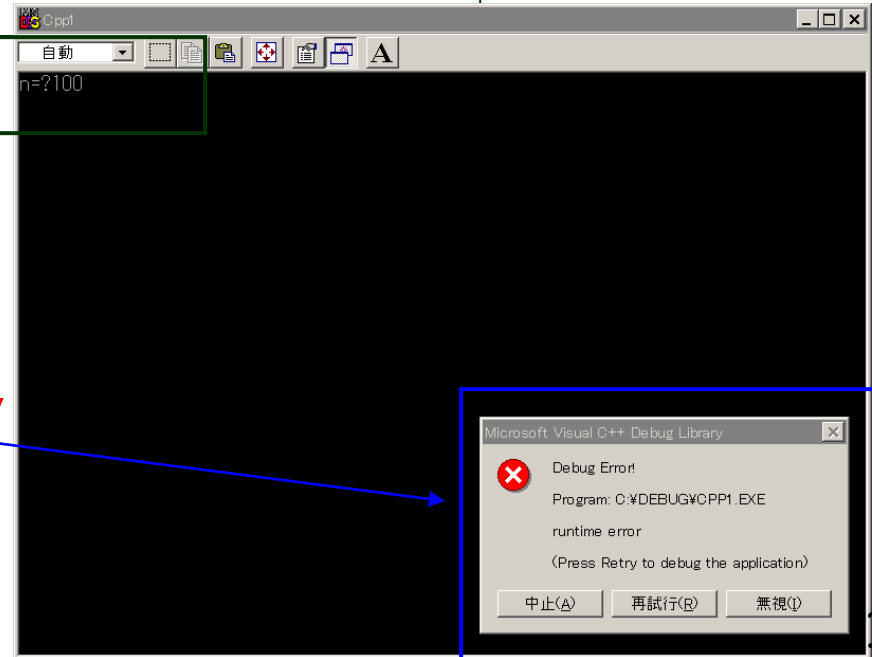 Cpp1
自動
A
n=?100
Microsoft Visual C++ Debug Library
Debug Error!
Program: C:¥DEBUG¥CPP1.EXE
runtime error
(Press Retry to debug the application)
中止(A) 再試行(R) 無視(I)